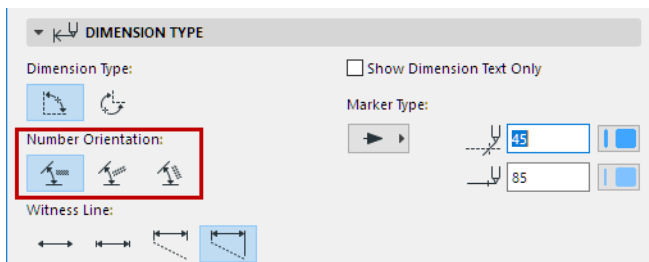 DIMENSION TYPE
Dimension Type:
Show Dimension Text Only
Marker Type:
45
Number Orientation:
85
Witness Line: